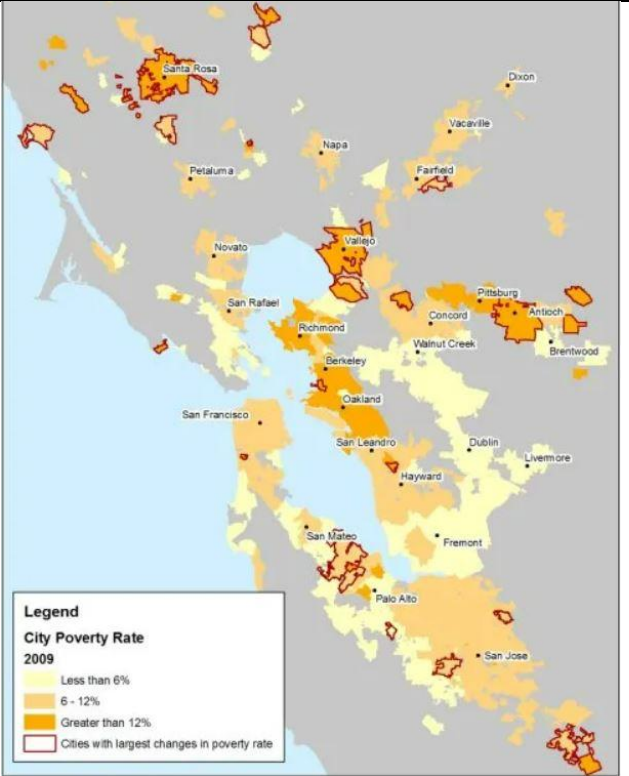 Santa Rosa
Dixon
Vacaville
Napa
Petaluma
Fairfield
Vallejo
Novato
Pittsburg
San Rafael
Antioch
Concord
Richmond
Walnut Creek
Brentwood
Berkeley
Oakland
San Francisco
San Leandro
Dublin
Livermore
Hayward
San Mateo
Fremont
Palo Alto
San Jose
Legend
City Poverty Rate
2009
Less than 6%
6 - 12%
Greater than 12%
Cities with largest changes in poverty rate